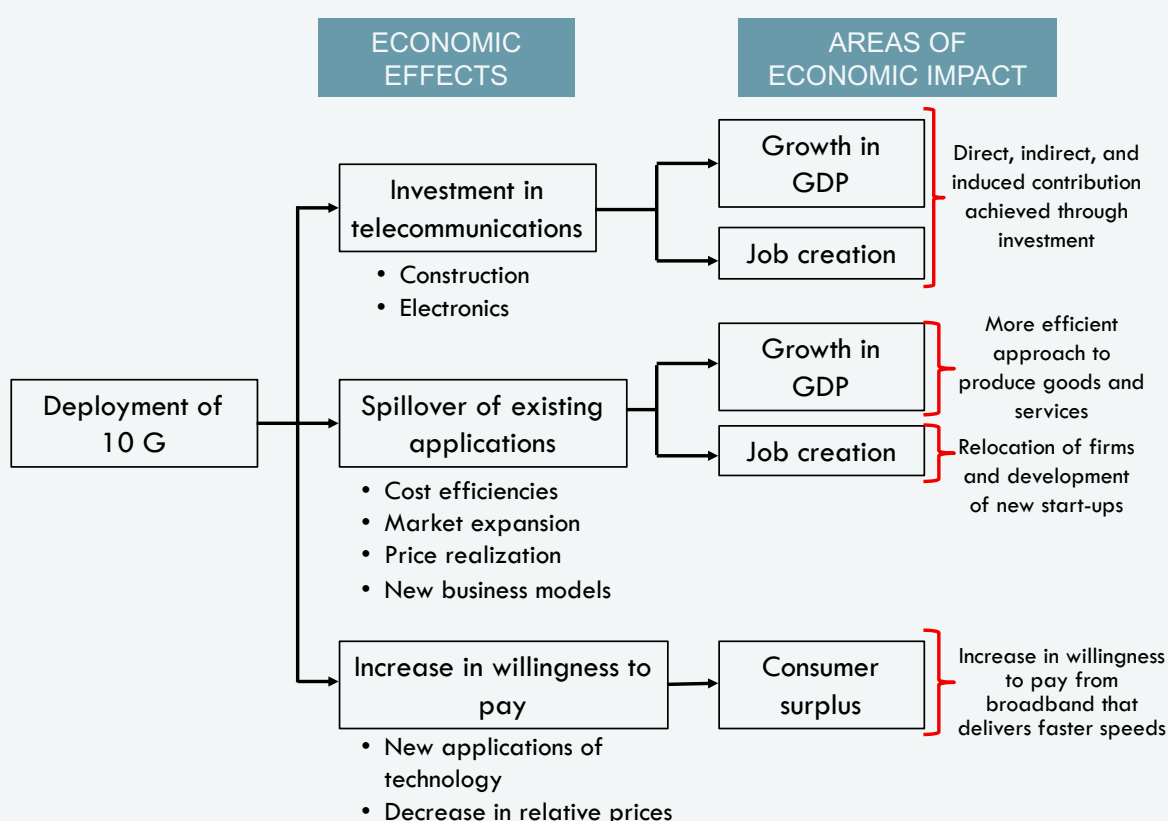 ECONOMIC
EFFECTS
AREAS OF
ECONOMIC IMPACT
Deployment of
10 G
Investment in
telecommunications
• Construction
• Electronics
Growth in
GDP
Job creation
Direct, indirect, and
induced contribution
achieved through
investment
Spillover of existing
applications
• Cost efficiencies
• Market expansion
• Price realization
• New business models
Growth in
GDP
More efficient
approach to
produce goods and
services
Job creation
Relocation of firms
and development
of new start-ups
Increase in willingness to
pay
• New applications of
technology
• Decrease in relative prices
Consumer
surplus
Increase in willingness
to pay from
broadband that
delivers faster speeds